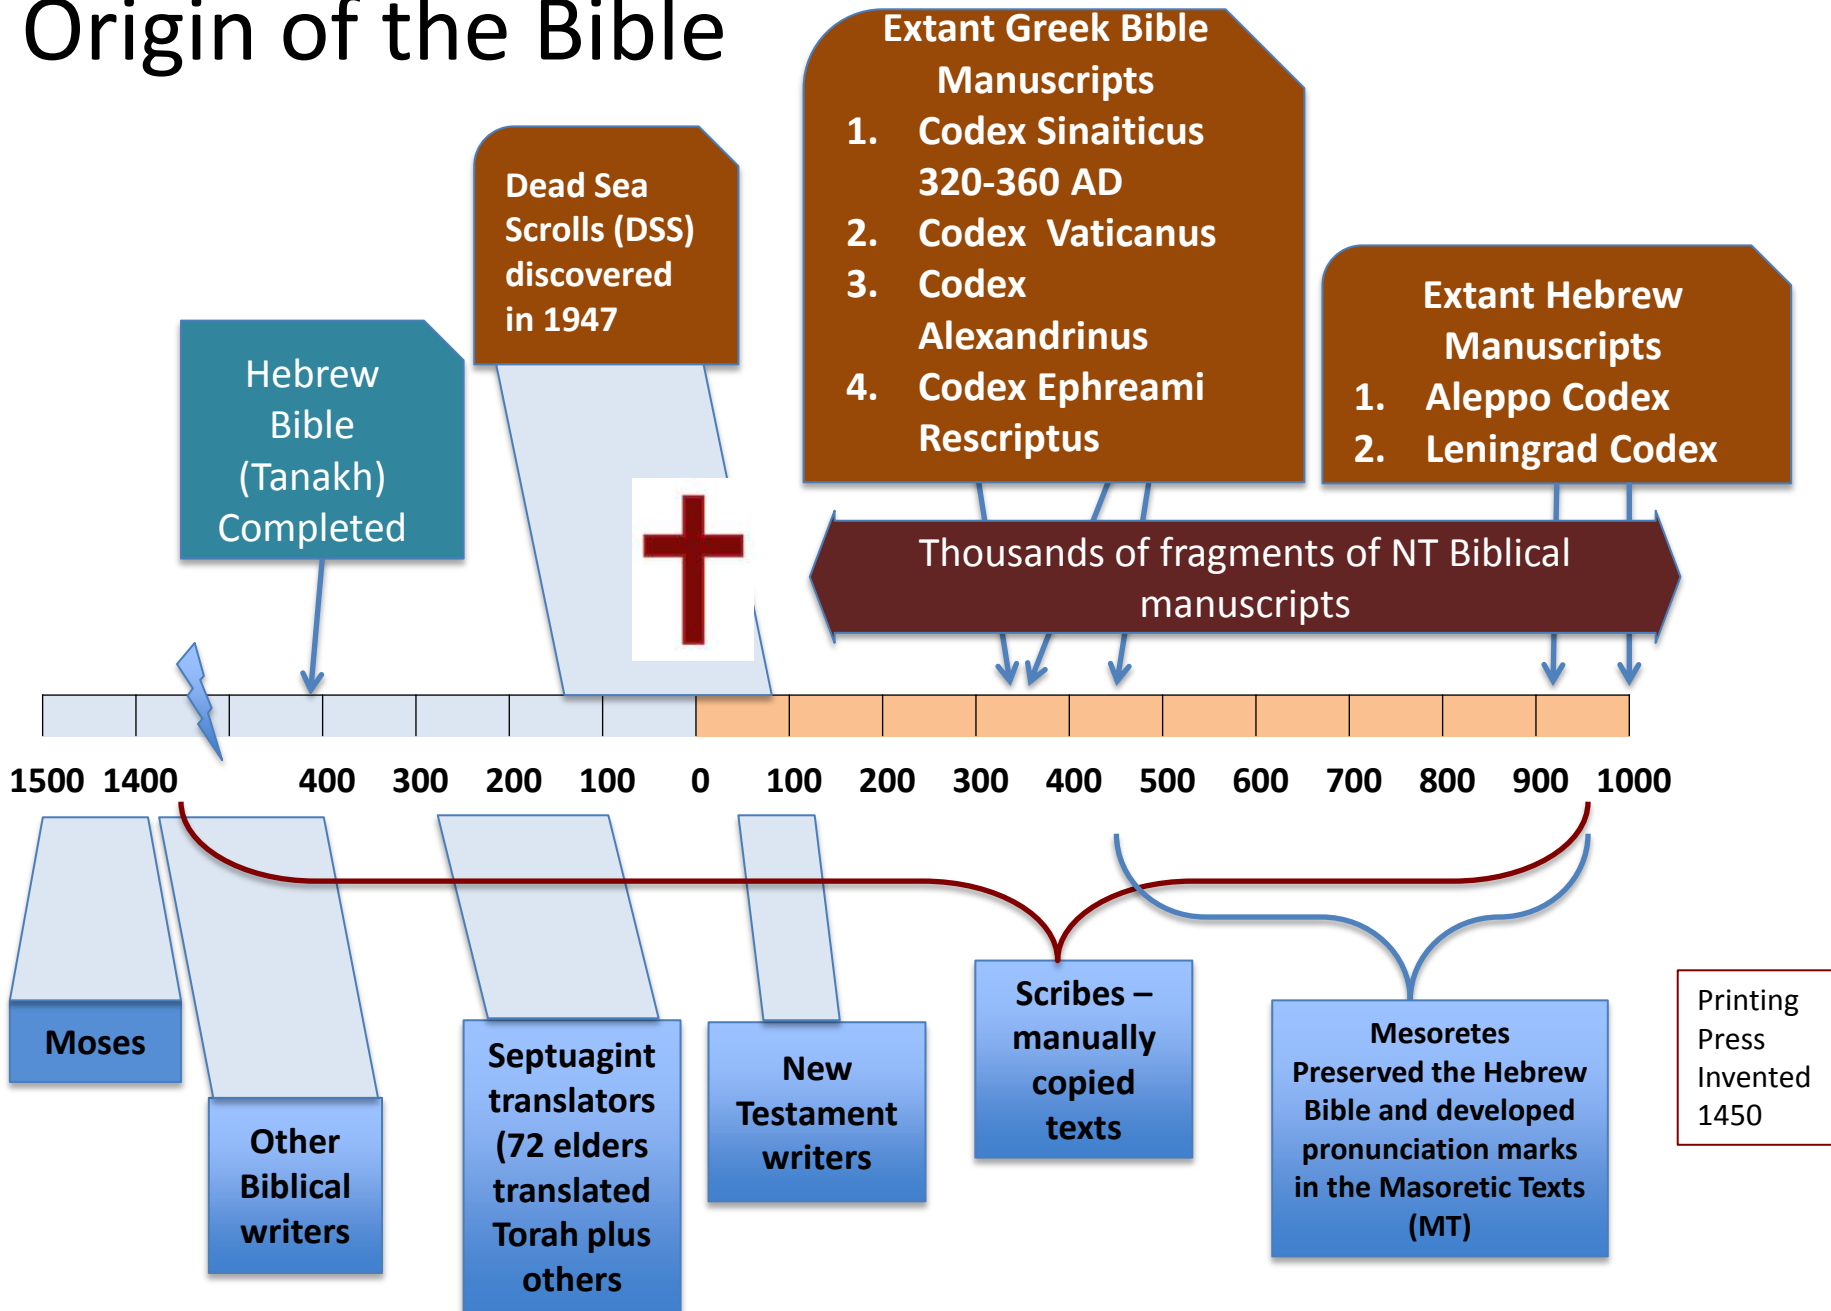 Origin of the Bible
Extant Greek Bible
Manuscripts
1. Codex Sinaiticus
320-360 AD
2. Codex Vaticanus
3. Codex
Alexandrinus
4. Codex Ephreami
Rescriptus
Dead Sea
Scrolls (DSS)
discovered
in 1947
Extant Hebrew
Manuscripts
1. Aleppo Codex
2. Leningrad Codex
Hebrew
Bible
(Tanakh)
Completed
Thousands of fragments of NT Biblical
manuscripts
1500 1400 400 300 200 100 0 100 200 300 400 500 600 700 800 900 1000
Moses
Other
Biblical
writers
Septuagint
translators
(72 elders
translated
Torah plus
others
New
Testament
writers
Scribes –
manually
copied
texts
Mesoretes
Preserved the Hebrew
Bible and developed
pronunciation marks
in the Masoretic Texts
(MT)
Printing
Press
Invented
1450